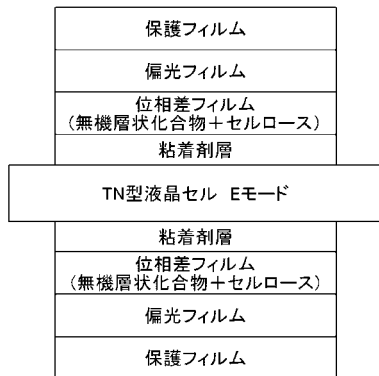 保護フィルム
偏光フィルム
位相差フィルム
(無機層状化合物+セルロース)
粘着剤層
TN型液晶セル Eモード
粘着剤層
位相差フィルム
(無機層状化合物+セルロース)
偏光フィルム
保護フィルム